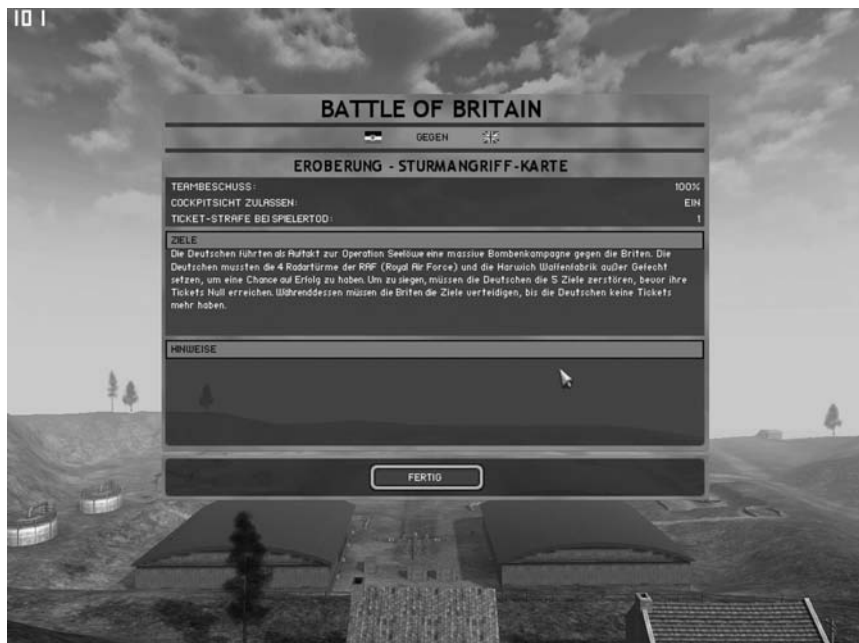 101
BATTLE OF BRITAIN
GEGEN
EROBERUNG - STURMANGRIFF-KARTE
TEAMBESCHUSS: 100%
COCKPITSICHT ZULASSEN: EIN
TICKET-STRAFE BEI SPIELERTOD: 1
ZIELE
Die Deutschen führten als Auftakt zur Operation Seelöwe eine massive Bombenkampagne gegen die Briten. Die
Deutschen mussten die 4 Radartürme der RAF (Royal Air Force) und die Harwich Waffenfabrik außer Gefecht
setzen, um eine Chance auf Erfolg zu haben. Um zu siegen, müssen die Deutschen die 5 Ziele zerstören, bevor ihre
Tickets Null erreichen. Währenddessen müssen die Briten die Ziele verteidigen, bis die Deutschen keine Tickets
mehr haben.
HINWEISE
FERTIG